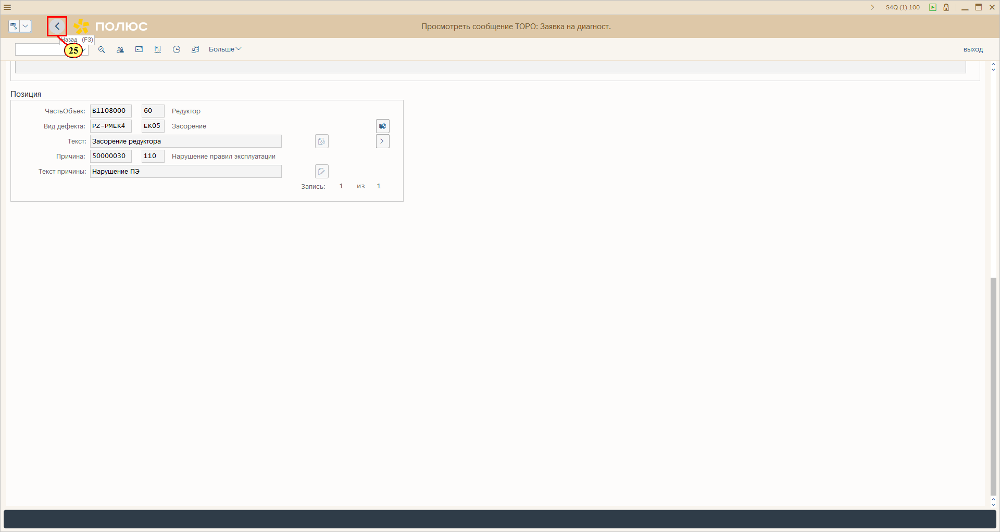 S4Q (1) 100
ПОЛЮС
Просмотреть сообщение ТОРО: Заявка на диагност.
Назад (F3)
25
Больше
выход
Позиция
ЧастьОбъек: B1108000 60 Редуктор
Вид дефекта: PZ-PMEK4 EK05 Засорение
Текст: Засорение редуктора
Причина: 50000030 110 Нарушение правил эксплуатации
Текст причины: Нарушение ПЭ
Запись: 1 из 1